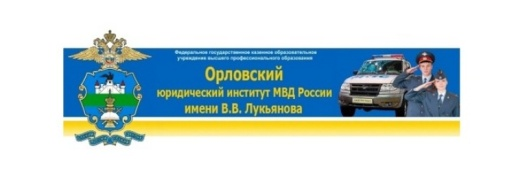 Федеральное государственное казенное образовательное
учреждение высшего профессионального образования
Орловский
юридический институт МВД России
имени В.В. Лукьянова